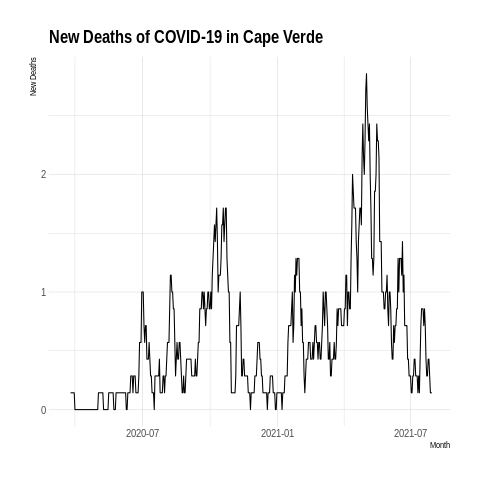 New Deaths of COVID-19 in Cape Verde
New Deaths
2
1
0
2020-07
2021-01
2021-07
Month